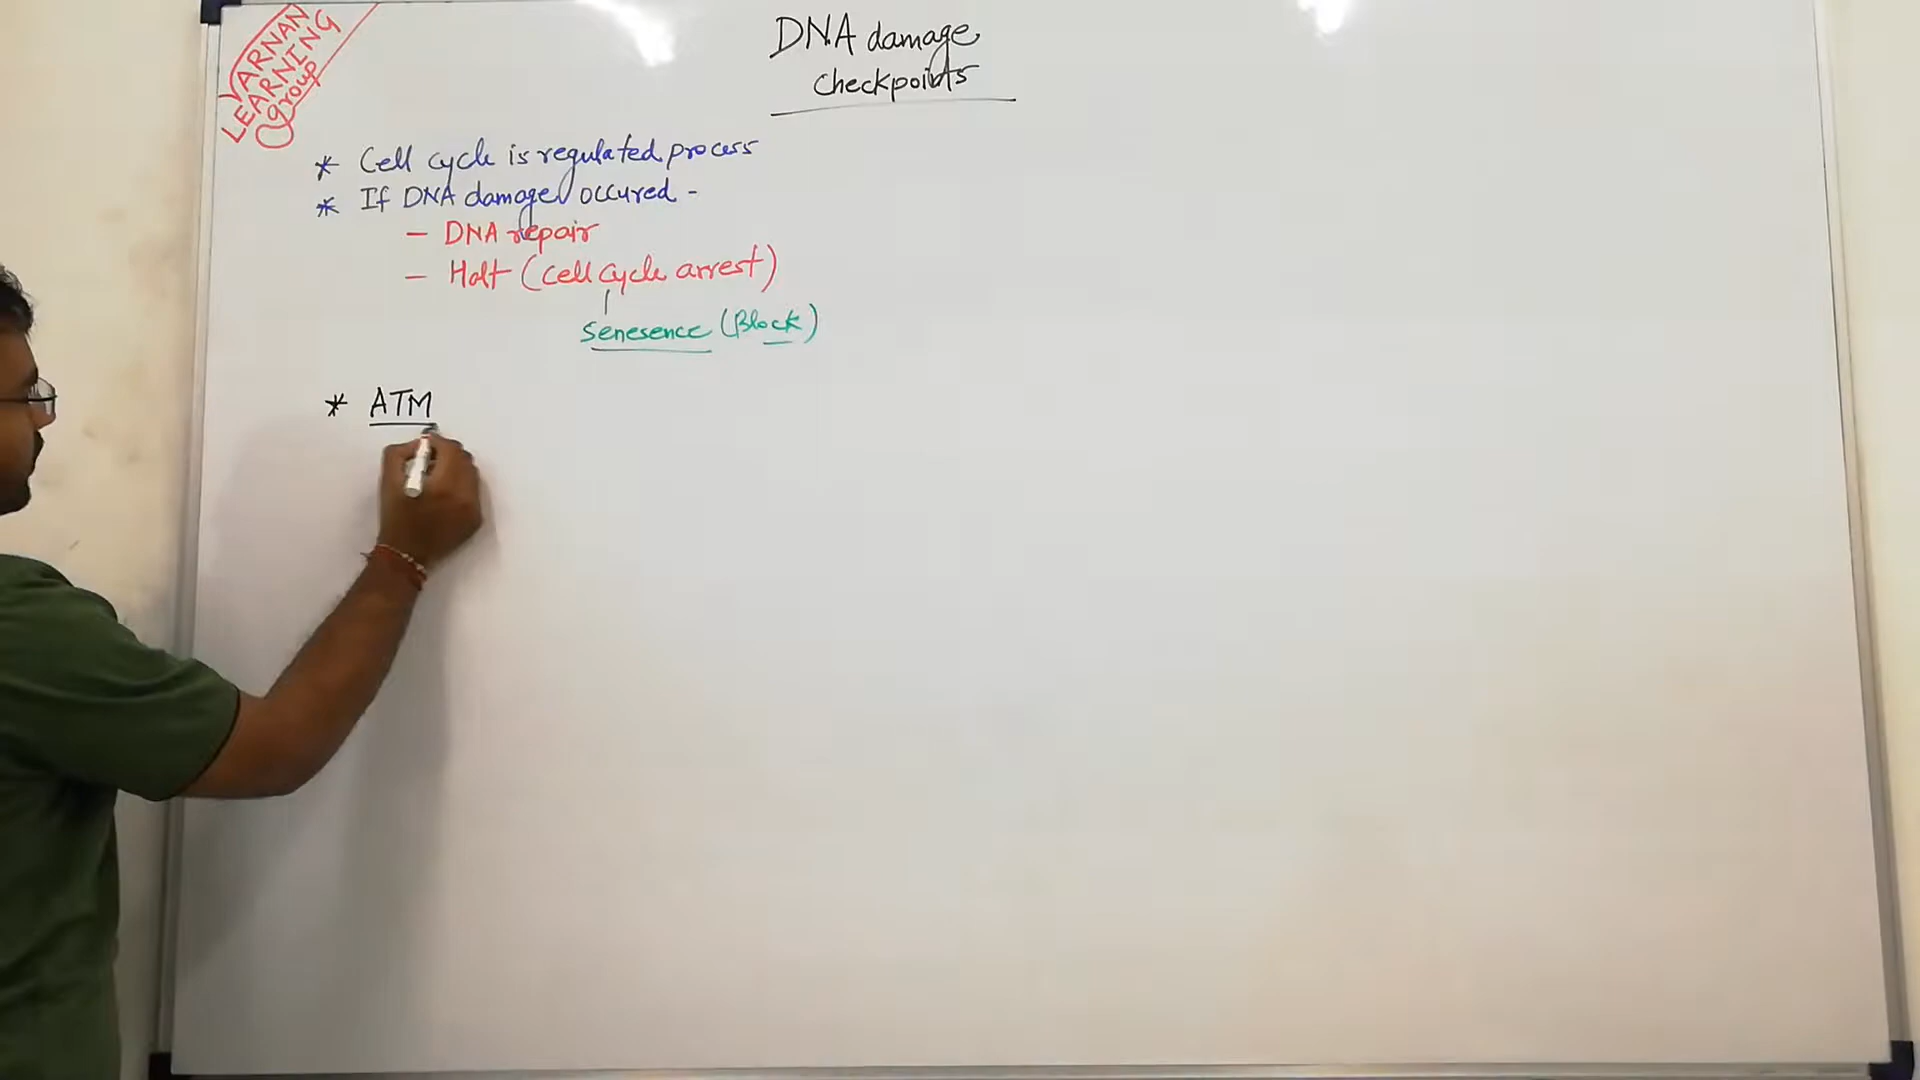 VARNAN
LEARNING
group
DNA damage
checkpoints
* Cell cycle is regulated process
* If DNA damage occured -
- DNA repair
- Halt (Cell cycle arrest)
Senesence (Block)
* ATM